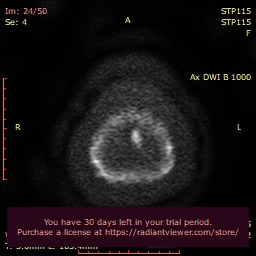 Im: 24/50
Se: 4
A
STP115
STP115
F
Ax DWI B 1000
R
L
You have 30 days left in your trial period.
Purchase a license at https://radiantviewer.com/store/